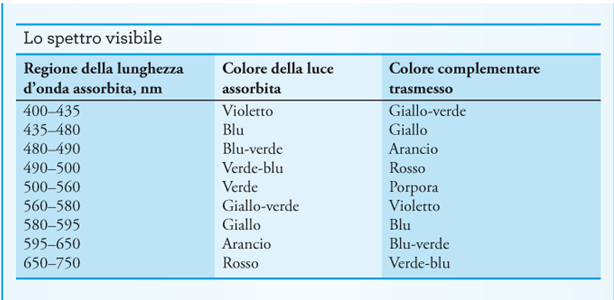 Lo spettro visibile
Regione della lunghezza Colore della luce Colore complementare
d'onda assorbita, nm assorbita trasmesso
400–435 Violetto Giallo-verde
435–480 Blu Giallo
480–490 Blu-verde Arancio
490–500 Verde-blu Rosso
500–560 Verde Porpora
560–580 Giallo-verde Violetto
580–595 Giallo Blu
595–650 Arancio Blu-verde
650–750 Rosso Verde-blu